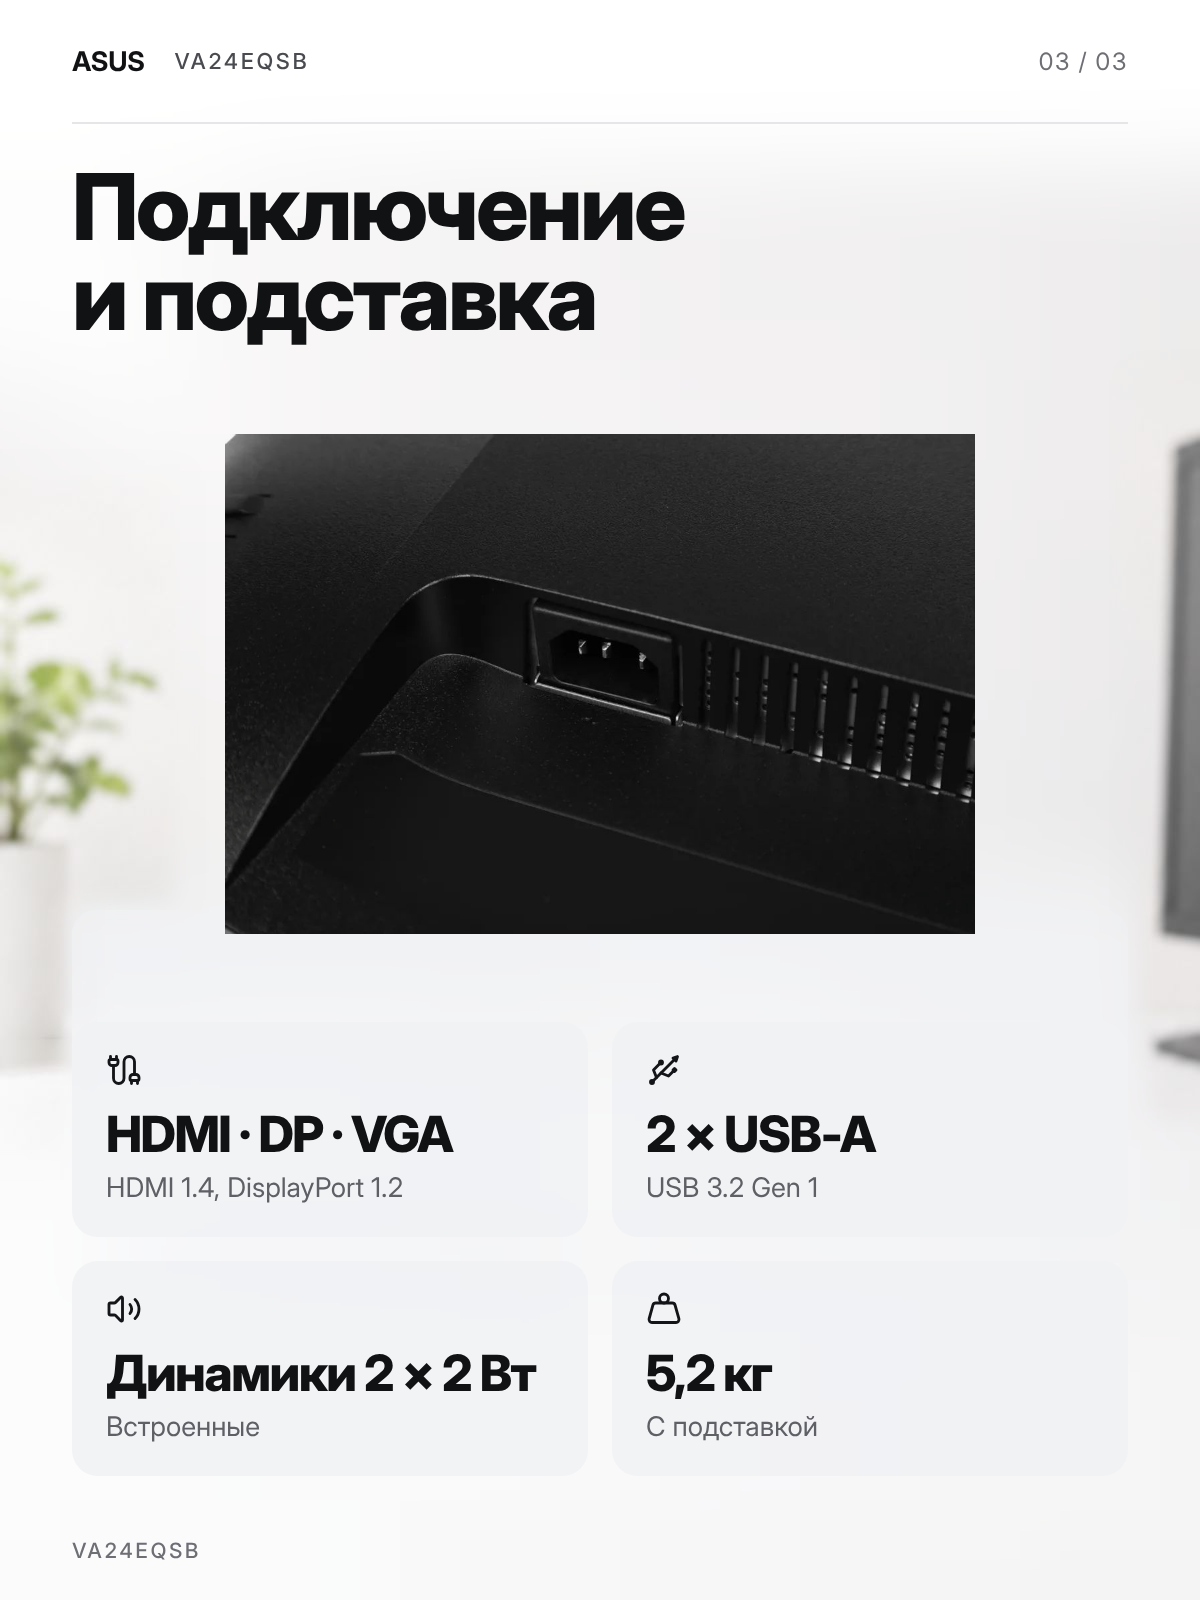 ASUS VA24EQSB 03 / 03
Подключение
и подставка
HDMI · DP · VGA
HDMI 1.4, DisplayPort 1.2
2 × USB-A
USB 3.2 Gen 1
Динамики 2 × 2 Вт
Встроенные
5,2 кг
С подставкой
VA24EQSB